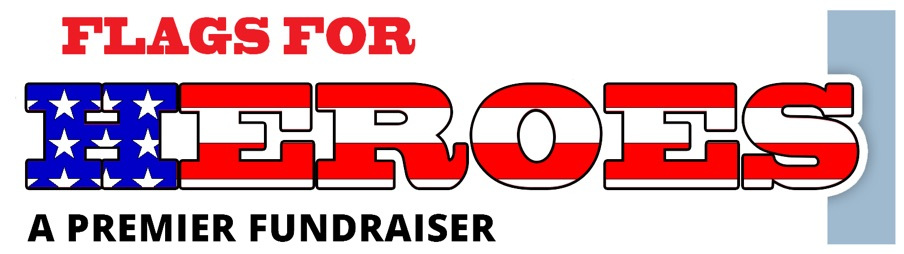 FLAGS FOR
HEROES
A PREMIER FUNDRAISER